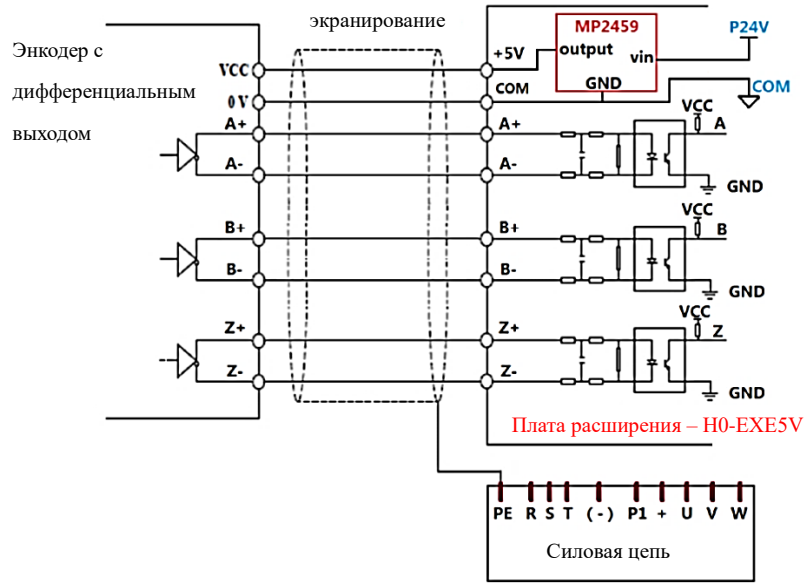 экранирование
Энкодер с
дифференциальным
выходом
VCC
0 V
A+
A-
B+
B-
Z+
Z-
+5V
COM
A+
A-
B+
B-
Z+
Z-
MP2459
output
vin
GND
P24V
COM
VCC
A
GND
VCC
B
GND
VCC
Z
GND
Плата расширения – H0-EXE5V
PE R S T (-) P1 + U V W
Силовая цепь